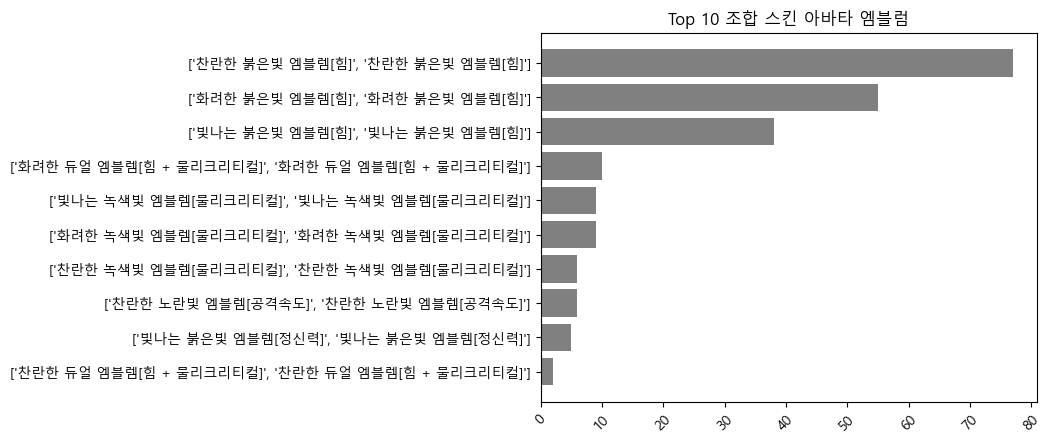 Top 10 조합 스킨 아바타 엠블럼
['찬란한 붉은빛 엠블렘[힘]', '찬란한 붉은빛 엠블렘[힘]']
['화려한 붉은빛 엠블렘[힘]', '화려한 붉은빛 엠블렘[힘]']
['빛나는 붉은빛 엠블렘[힘]', '빛나는 붉은빛 엠블렘[힘]']
['화려한 듀얼 엠블렘[힘 + 물리크리티컬]', '화려한 듀얼 엠블렘[힘 + 물리크리티컬]']
['빛나는 녹색빛 엠블렘[물리크리티컬]', '빛나는 녹색빛 엠블렘[물리크리티컬]']
['화려한 녹색빛 엠블렘[물리크리티컬]', '화려한 녹색빛 엠블렘[물리크리티컬]']
['찬란한 녹색빛 엠블렘[물리크리티컬]', '찬란한 녹색빛 엠블렘[물리크리티컬]']
['찬란한 노란빛 엠블렘[공격속도]', '찬란한 노란빛 엠블렘[공격속도]']
['빛나는 붉은빛 엠블렘[정신력]', '빛나는 붉은빛 엠블렘[정신력]']
['찬란한 듀얼 엠블렘[힘 + 물리크리티컬]', '찬란한 듀얼 엠블렘[힘 + 물리크리티컬]']
0 10 20 30 40 50 60 70 80